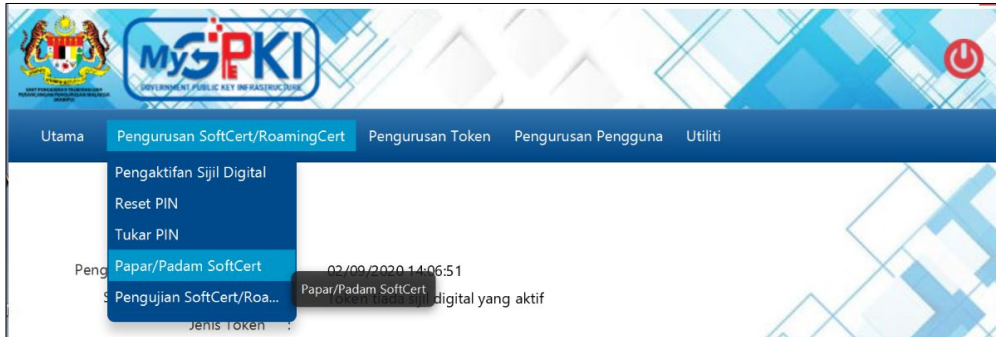 MyGPKI
GOVERNMENT PUBLIC KEY INFRASTRUCTURE
Utama Pengurusan SoftCert/RoamingCert Pengurusan Token Pengurusan Pengguna Utiliti
Pengaktifan Sijil Digital
Reset PIN
Tukar PIN
Peng Papar/Padam SoftCert 02/09/2020 14:06:51
S Pengujian SoftCert/Roa... Papar/Padam SoftCert Token tiada sijil digital yang aktif
Jenis Token :